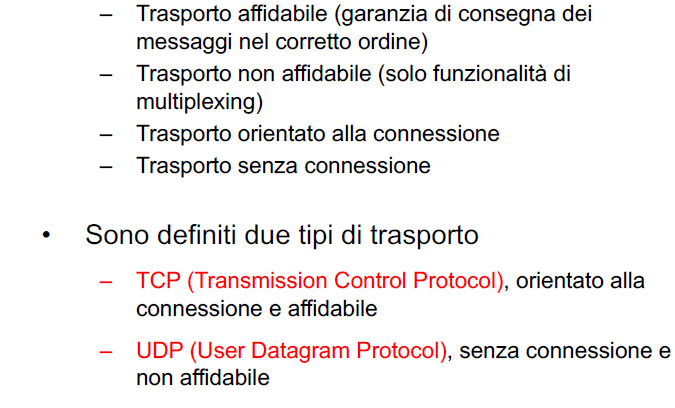 – Trasporto affidabile (garanzia di consegna dei
messaggi nel corretto ordine)
– Trasporto non affidabile (solo funzionalità di
multiplexing)
– Trasporto orientato alla connessione
– Trasporto senza connessione
• Sono definiti due tipi di trasporto
– TCP (Transmission Control Protocol), orientato alla
connessione e affidabile
– UDP (User Datagram Protocol), senza connessione e
non affidabile